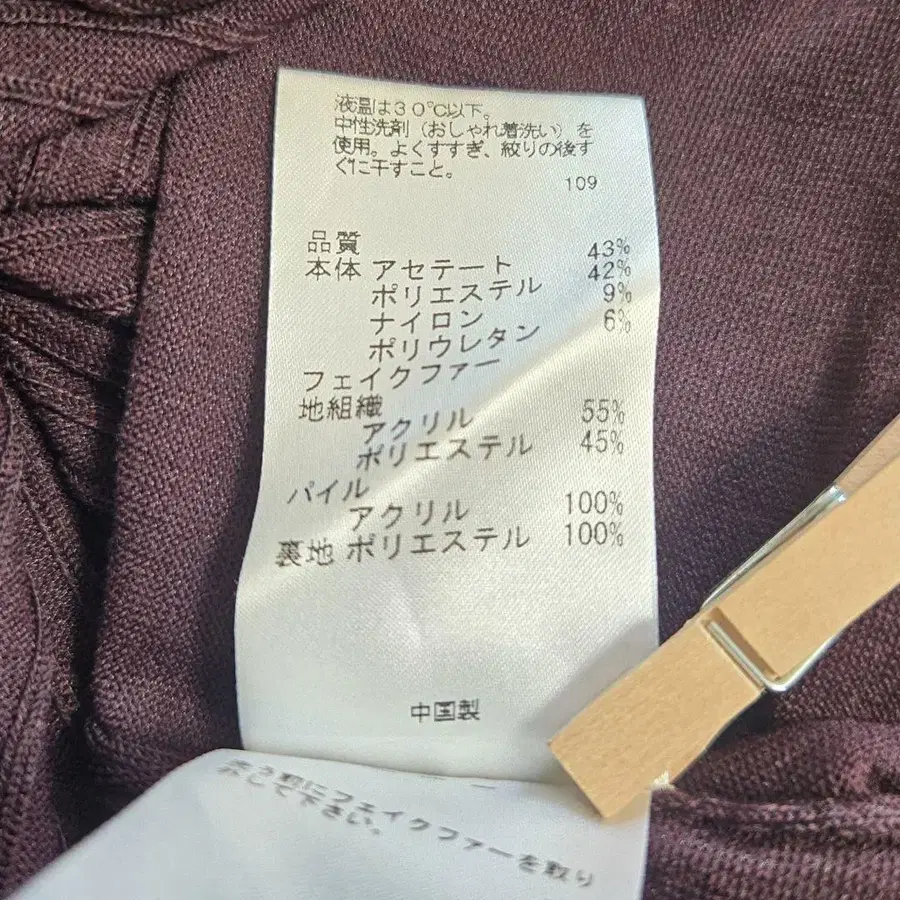 液温は30℃以下。
中性洗剤（おしゃれ着洗い）を
使用。よくすすぎ、絞りの後す
ぐに干すこと。
109
品質
本体 アセテート 43%
ポリエステル 42%
ナイロン 9%
ポリウレタン 6%
フェイクファー
地組織
アクリル 55%
ポリエステル 45%
パイル
アクリル 100%
裏地 ポリエステル 100%
中国製
前にフェイクファーを取り
して下さい。